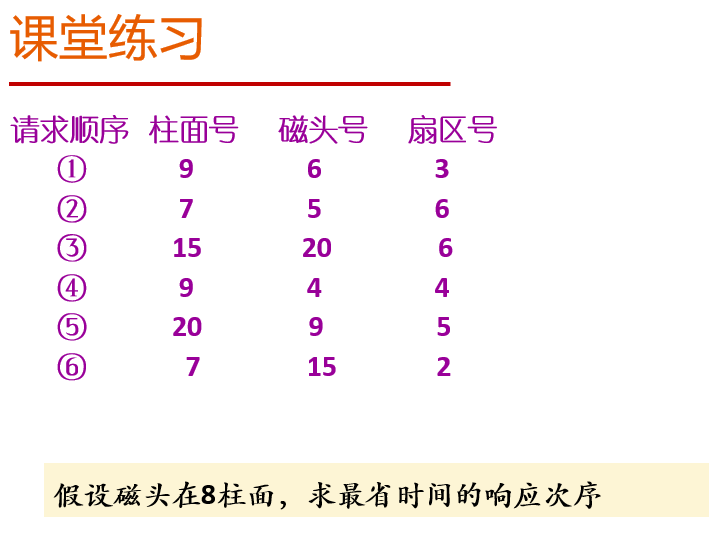 课堂练习
请求顺序 柱面号 磁头号 扇区号
① 9 6 3
② 7 5 6
③ 15 20 6
④ 9 4 4
⑤ 20 9 5
⑥ 7 15 2
假设磁头在8柱面，求最省时间的响应次序